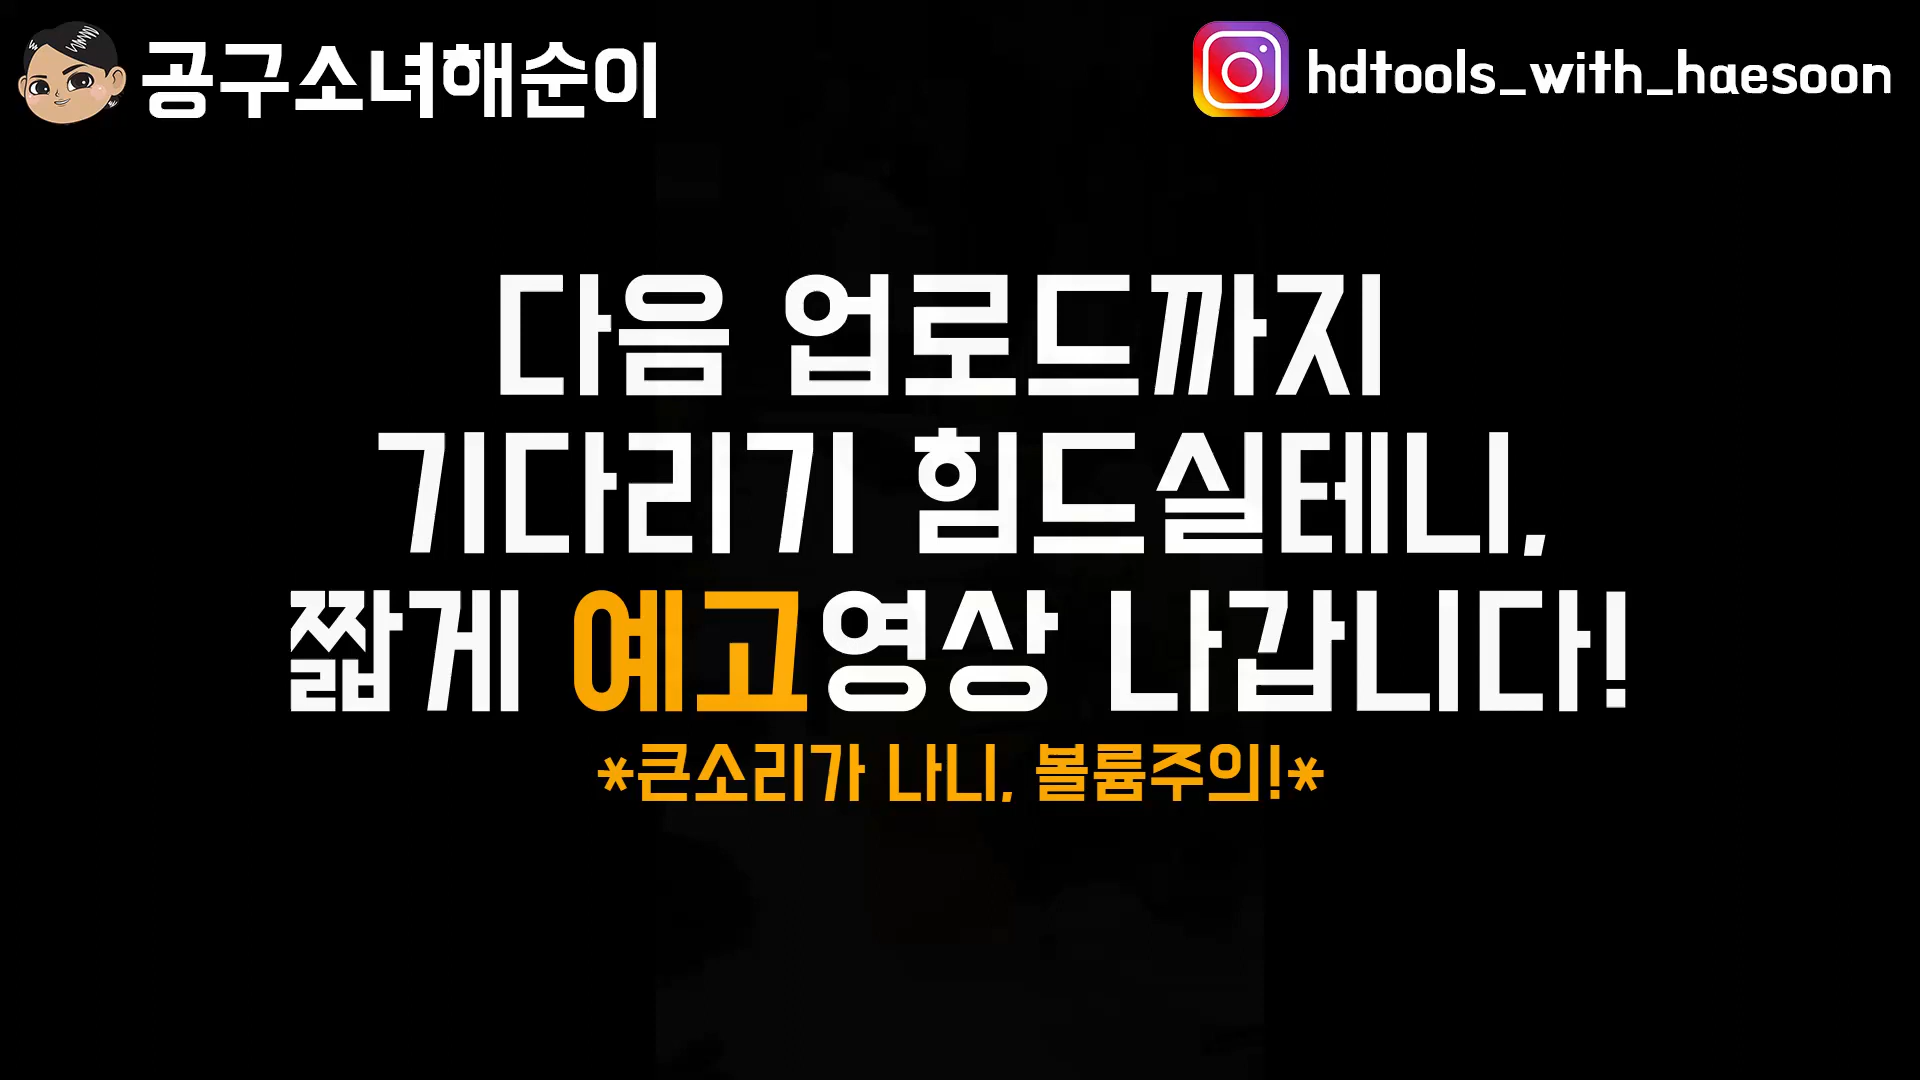 공구소녀해순이
hdtools_with_haesoon
다음 업로드까지
기다리기 힘드실테니,
짧게 예고영상 나갑니다!
*큰소리가 나니, 볼륨주의!*